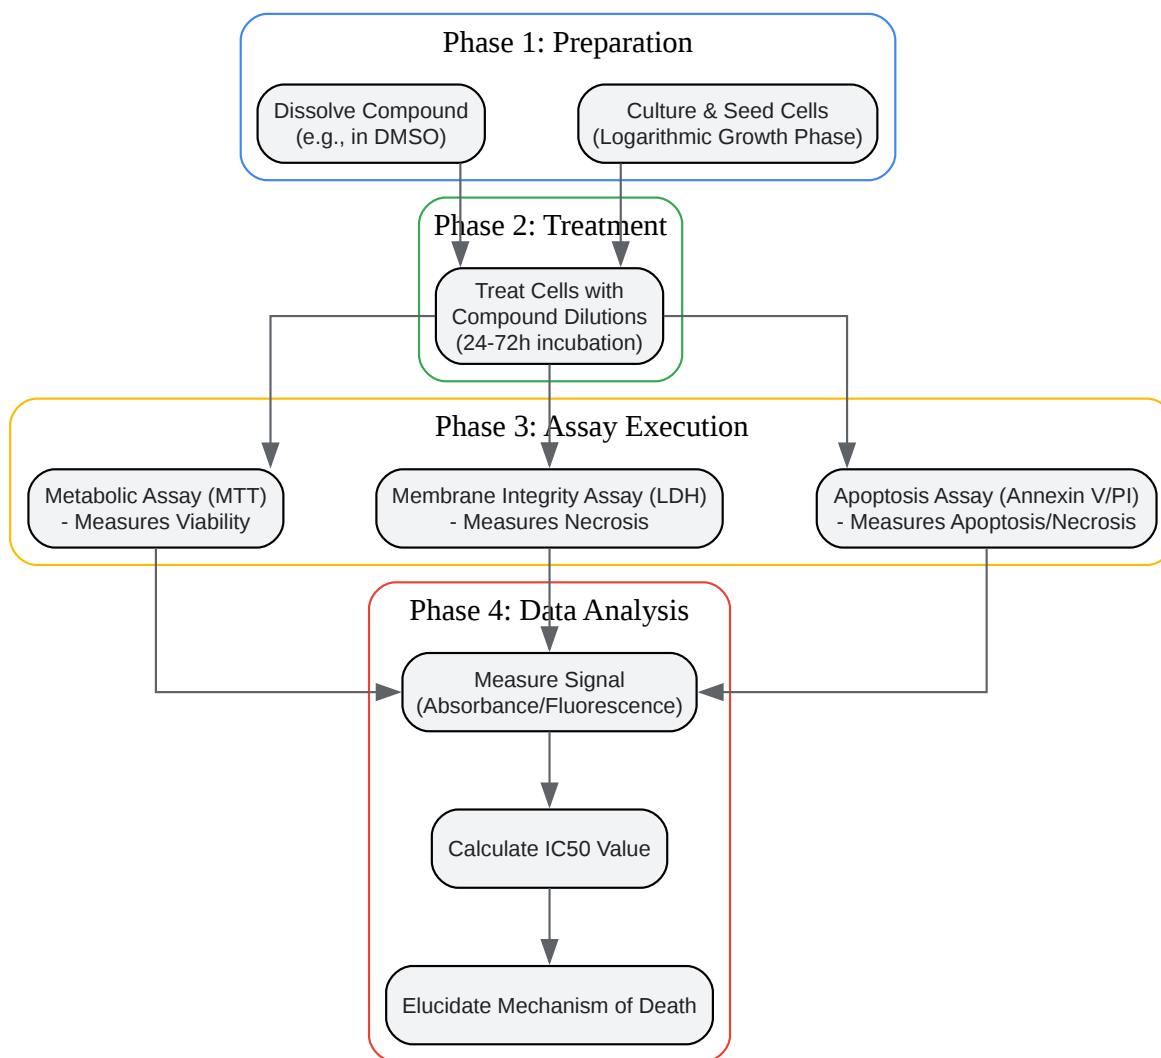 Phase 1: Preparation
Dissolve Compound
(e.g., in DMSO)
Culture & Seed Cells
(Logarithmic Growth Phase)
Phase 2: Treatment
Treat Cells with
Compound Dilutions
(24-72h incubation)
Phase 3: Assay Execution
Metabolic Assay (MTT)
- Measures Viability
Membrane Integrity Assay (LDH)
- Measures Necrosis
Apoptosis Assay (Annexin V/PI)
- Measures Apoptosis/Necrosis
Phase 4: Data Analysis
Measure Signal
(Absorbance/Fluorescence)
Calculate IC50 Value
Elucidate Mechanism of Death